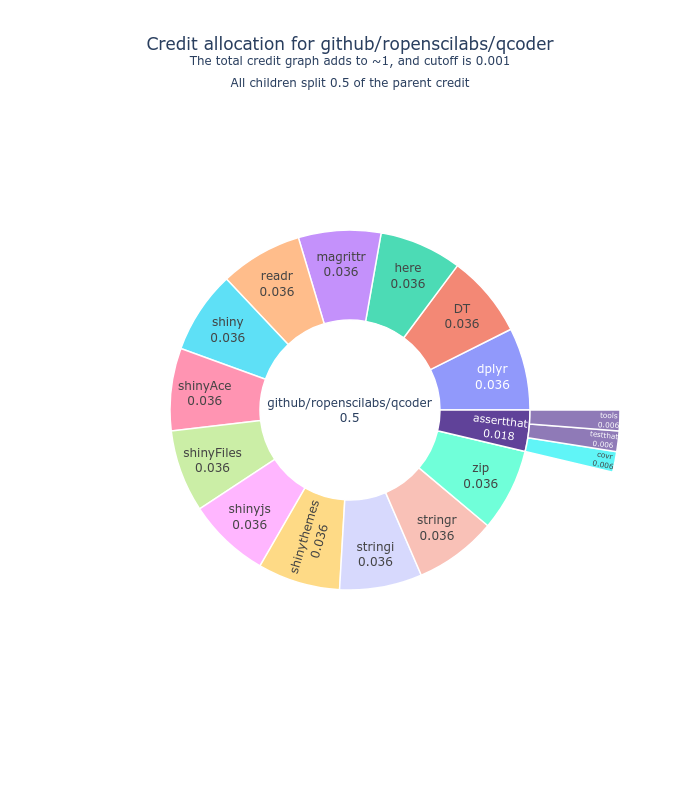 Credit allocation for github/ropenscilabs/qcoder
The total credit graph adds to ~1, and cutoff is 0.001
All children split 0.5 of the parent credit
magrittr
0.036
here
0.036
readr
0.036
DT
0.036
shiny
0.036
dplyr
0.036
shinyAce
0.036
github/ropenscilabs/qcoder
0.5
assertthat
0.018
tools
0.006
testthat
0.006
covr
0.006
shinyFiles
0.036
zip
0.036
shinyjs
0.036
stringr
0.036
shinythemes
0.036
stringi
0.036